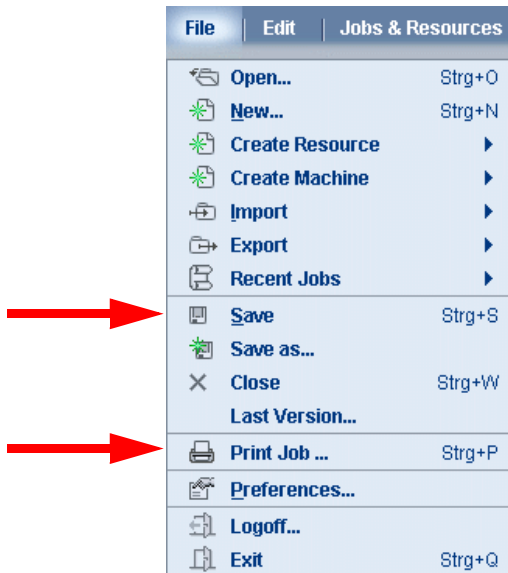 File | Edit | Jobs & Resources
Open... Strg+O
New... Strg+N
Create Resource
Create Machine
Import
Export
Recent Jobs
Save Strg+S
Save as...
Close Strg+W
Last Version...
Print Job ... Strg+P
Preferences...
Logoff...
Exit Strg+Q